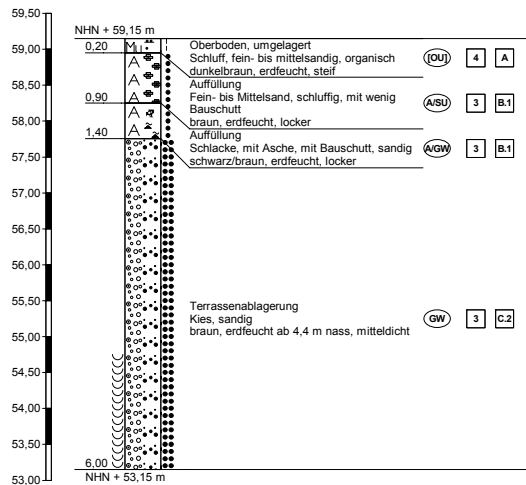 NHN + 59,15 m
59,50
59,00
58,50
58,00
57,50
57,00
56,50
56,00
55,50
55,00
54,50
54,00
53,50
53,00
0,20
0,90
1,40
6,00
Mu
A
A
A
A
Oberboden, umgelagert
Schluff, fein- bis mittelsandig, organisch
dunkelbraun, erdfeucht, steif
[OU] 4 A
Auffüllung
Fein- bis Mittelsand, schluffig, mit wenig
Bauschutt
braun, erdfeucht, locker
A/SU 3 B.1
Auffüllung
Schlacke, mit Asche, mit Bauschutt, sandig
schwarz/braun, erdfeucht, locker
A/GW 3 B.1
Terrassenablagerung
Kies, sandig
braun, erdfeucht ab 4,4 m nass, mitteldicht
GW 3 C.2
NHN + 53,15 m